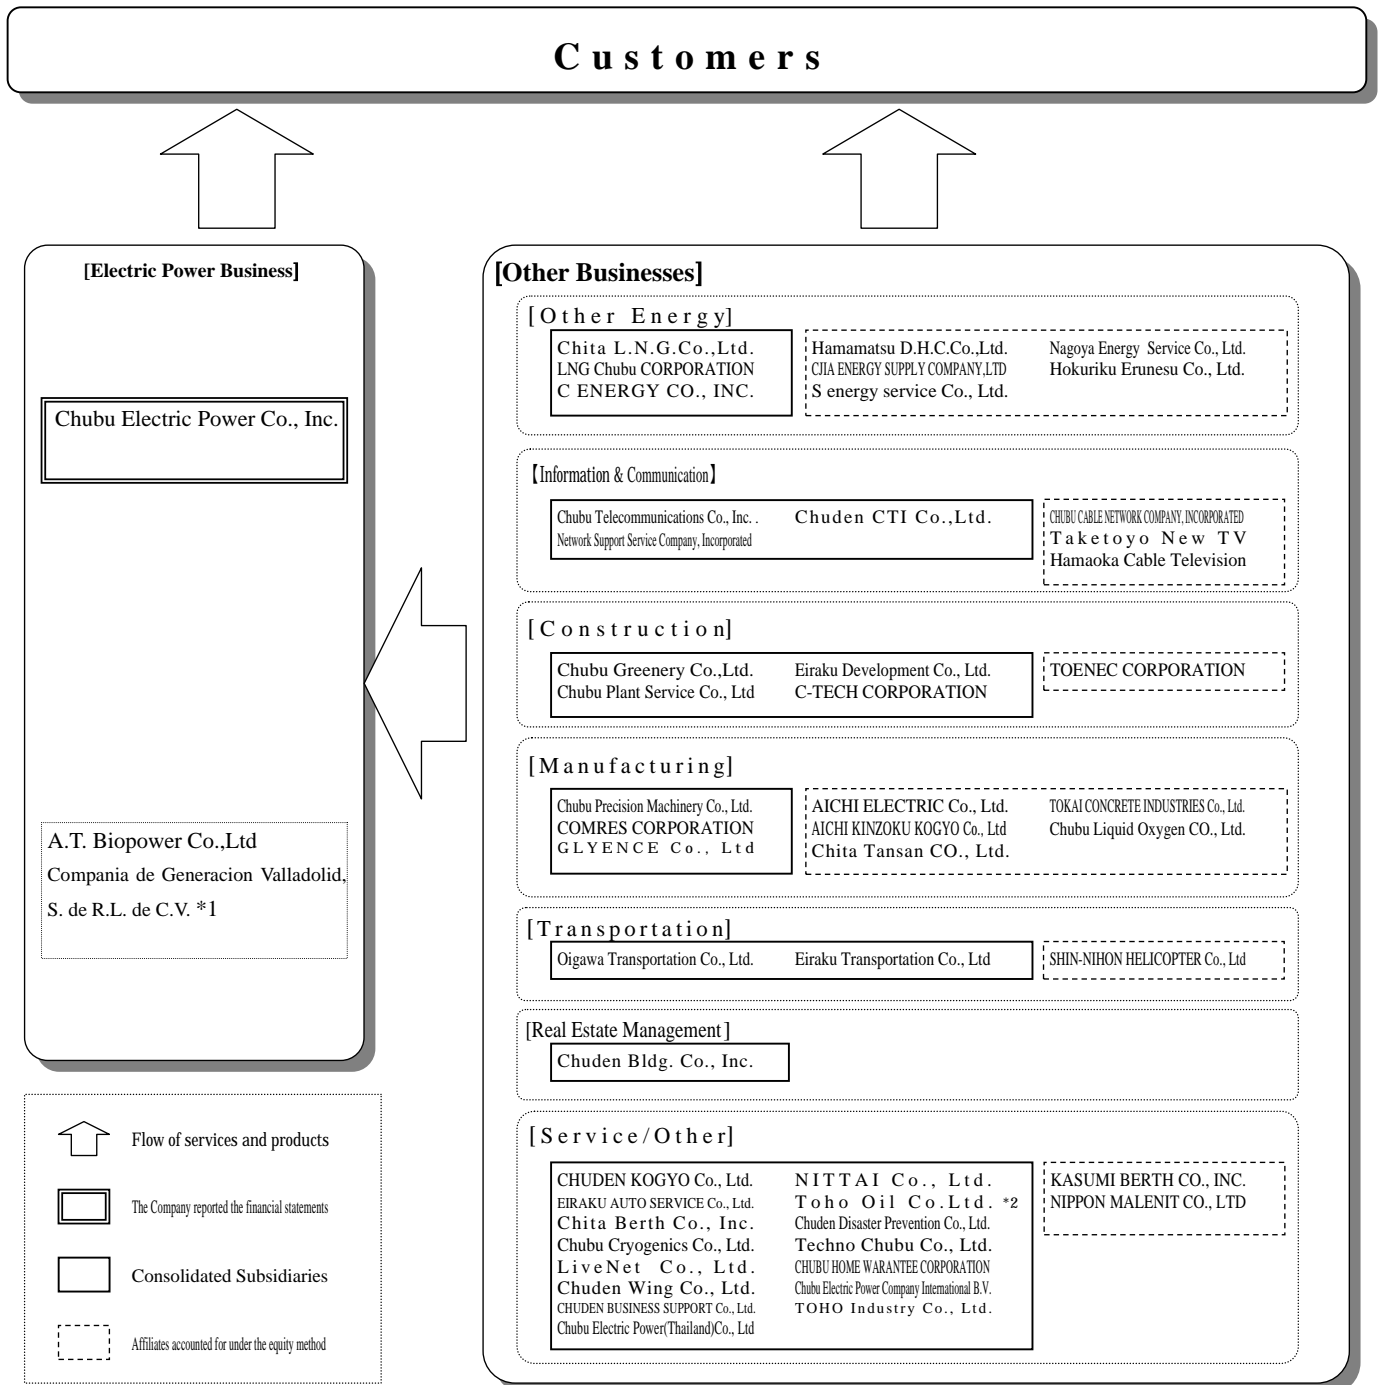 Customers
[Electric Power Business]
Chubu Electric Power Co., Inc.
A.T. Biopower Co.,Ltd
Compania de Generacion Valladolid,
S. de R.L. de C.V. *1
[Other Businesses]
[Other Energy]
Chita L.N.G.Co.,Ltd.
LNG Chubu CORPORATION
C ENERGY CO., INC.
Hamamatsu D.H.C.Co.,Ltd.
CJIA ENERGY SUPPLY COMPANY,LTD
S energy service Co., Ltd.
Nagoya Energy Service Co., Ltd.
Hokuriku Erunesu Co., Ltd.
【Information & Communication】
Chubu Telecommunications Co., Inc. .
Network Support Service Company, Incorporated
Chuden CTI Co.,Ltd.
CHUBU CABLE NETWORK COMPANY, INCORPORATED
Taketoyo New TV
Hamaoka Cable Television
[Construction]
Chubu Greenery Co.,Ltd.
Chubu Plant Service Co., Ltd
Eiraku Development Co., Ltd.
C-TECH CORPORATION
TOENEC CORPORATION
[Manufacturing]
Chubu Precision Machinery Co., Ltd.
COMRES CORPORATION
GLYENCE Co., Ltd
AICHI ELECTRIC Co., Ltd.
AICHI KINZOKU KOGYO Co., Ltd
Chita Tansan CO., Ltd.
TOKAI CONCRETE INDUSTRIES Co., Ltd.
Chubu Liquid Oxygen CO., Ltd.
[Transportation]
Oigawa Transportation Co., Ltd.
Eiraku Transportation Co., Ltd
SHIN-NIHON HELICOPTER Co., Ltd
[Real Estate Management]
Chuden Bldg. Co., Inc.
[Service/Other]
CHUDEN KOGYO Co., Ltd.
EIRAKU AUTO SERVICE Co., Ltd.
Chita Berth Co., Inc.
Chubu Cryogenics Co., Ltd.
LiveNet Co., Ltd.
Chuden Wing Co., Ltd.
CHUDEN BUSINESS SUPPORT Co., Ltd.
Chubu Electric Power(Thailand)Co., Ltd
NITTAI Co., Ltd.
Toho Oil Co.Ltd. *2
Chuden Disaster Prevention Co., Ltd.
Techno Chubu Co., Ltd.
CHUBU HOME WARANTEE CORPORATION
Chubu Electric Power Company International B.V.
TOHO Industry Co., Ltd.
KASUMI BERTH CO., INC.
NIPPON MALENIT CO., LTD
Flow of services and products
The Company reported the financial statements
Consolidated Subsidiaries
Affiliates accounted for under the equity method